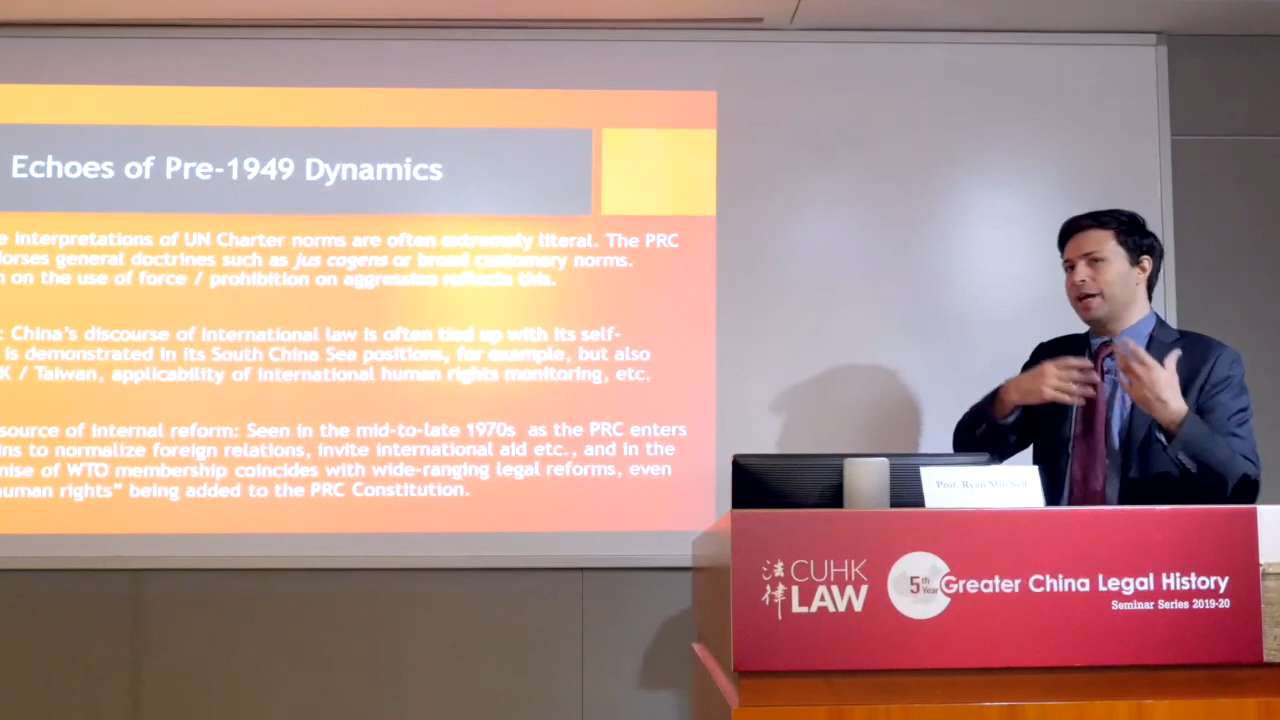 Echoes of Pre-1949 Dynamics
interpretations of UN Charter norms are often extremely literal. The PRC
general doctrines such as jus cogens or broad customary norms.
on the use of force / prohibition on aggression reflects this.
: China's discourse of international law is often tied up with its self-
is demonstrated in its South China Sea positions, for example, but also
/ Taiwan, applicability of international human rights monitoring, etc.
source of internal reform: Seen in the mid-to-late 1970s as the PRC enters
to normalize foreign relations, invite international aid etc., and in the
of WTO membership coincides with wide-ranging legal reforms, even
human rights" being added to the PRC Constitution.
Prof. Ryan Mitchell
法律 CUHK LAW
5th Year Greater China Legal History
Seminar Series 2019-20